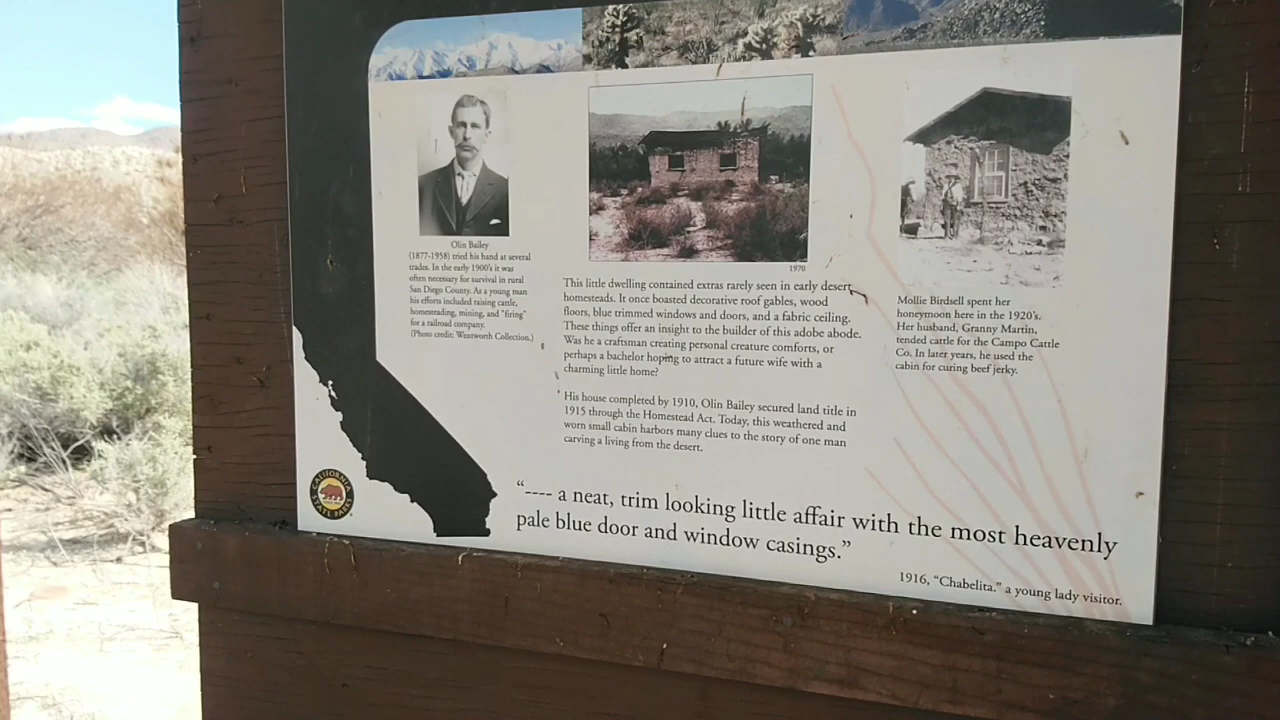 Olin Bailey
(1877-1958) tried his hand at several
trades. In the early 1900's it was
often necessary for survival in rural
San Diego County. As a young man
his efforts included raising cattle,
homesteading, mining, and "firing"
for a railroad company.
(Photo credit: Wentworth Collection.)
1970
This little dwelling contained extras rarely seen in early desert
homesteads. It once boasted decorative roof gables, wood
floors, blue trimmed windows and doors, and a fabric ceiling.
These things offer an insight to the builder of this adobe abode.
Was he a craftsman creating personal creature comforts, or
perhaps a bachelor hoping to attract a future wife with a
charming little home?
His house completed by 1910, Olin Bailey secured land title in
1915 through the Homestead Act. Today, this weathered and
worn small cabin harbors many clues to the story of one man
carving a living from the desert.
Mollie Birdsell spent her
honeymoon here in the 1920's.
Her husband, Granny Martin,
tended cattle for the Campo Cattle
Co. In later years, he used the
cabin for curing beef jerky.
"---- a neat, trim looking little affair with the most heavenly
pale blue door and window casings."
1916, "Chabelita." a young lady visitor.
CALIFORNIA
STATE PARKS